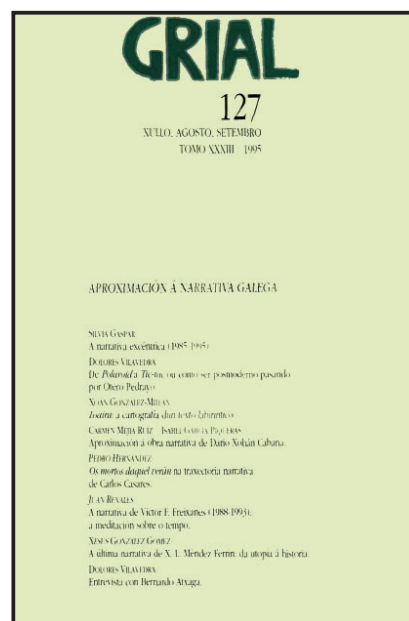 GRIAL
127
XULLO, AGOSTO, SETEMBRO
TOMO XXXIII 1995
APROXIMACIÓN Á NARRATIVA GALEGA
SILVIA GASPAR
A narrativa excéntrica (1985-1995)
DOLORES VILAVEDRA
De Polaroid a Tic-tac, ou como ser postmoderno pasando
por Otero Pedrayo.
XOÁN GONZÁLEZ-MILLÁN
a cartografía dun texto labiríntico
CARMEN MEJÍA RUIZ ISABEL GARCÍA PIQUERAS
Aproximación á obra narrativa de Darío Xohán Cabana.
PEDRO HERNÁNDEZ
Os mortos daquel verán na traxectoria narrativa
de Carlos Casares.
JUAN RENALES
A narrativa de Víctor F. Freixanes (1988-1993):
a meditación sobre o tempo.
XESÚS GONZÁLEZ GÓMEZ
A última narrativa de X. L. Méndez Ferrín: da utopía á historia.
DOLORES VILAVEDRA
Entrevista con Bernardo Atxaga.